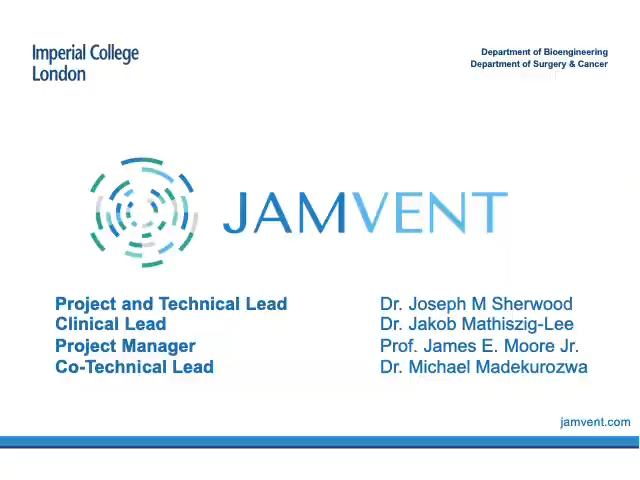 Imperial College
London
Department of Bioengineering
Department of Surgery & Cancer
JAMVENT
Project and Technical Lead Dr. Joseph M Sherwood
Clinical Lead Dr. Jakob Mathiszig-Lee
Project Manager Prof. James E. Moore Jr.
Co-Technical Lead Dr. Michael Madekurozwa
jamvent.com